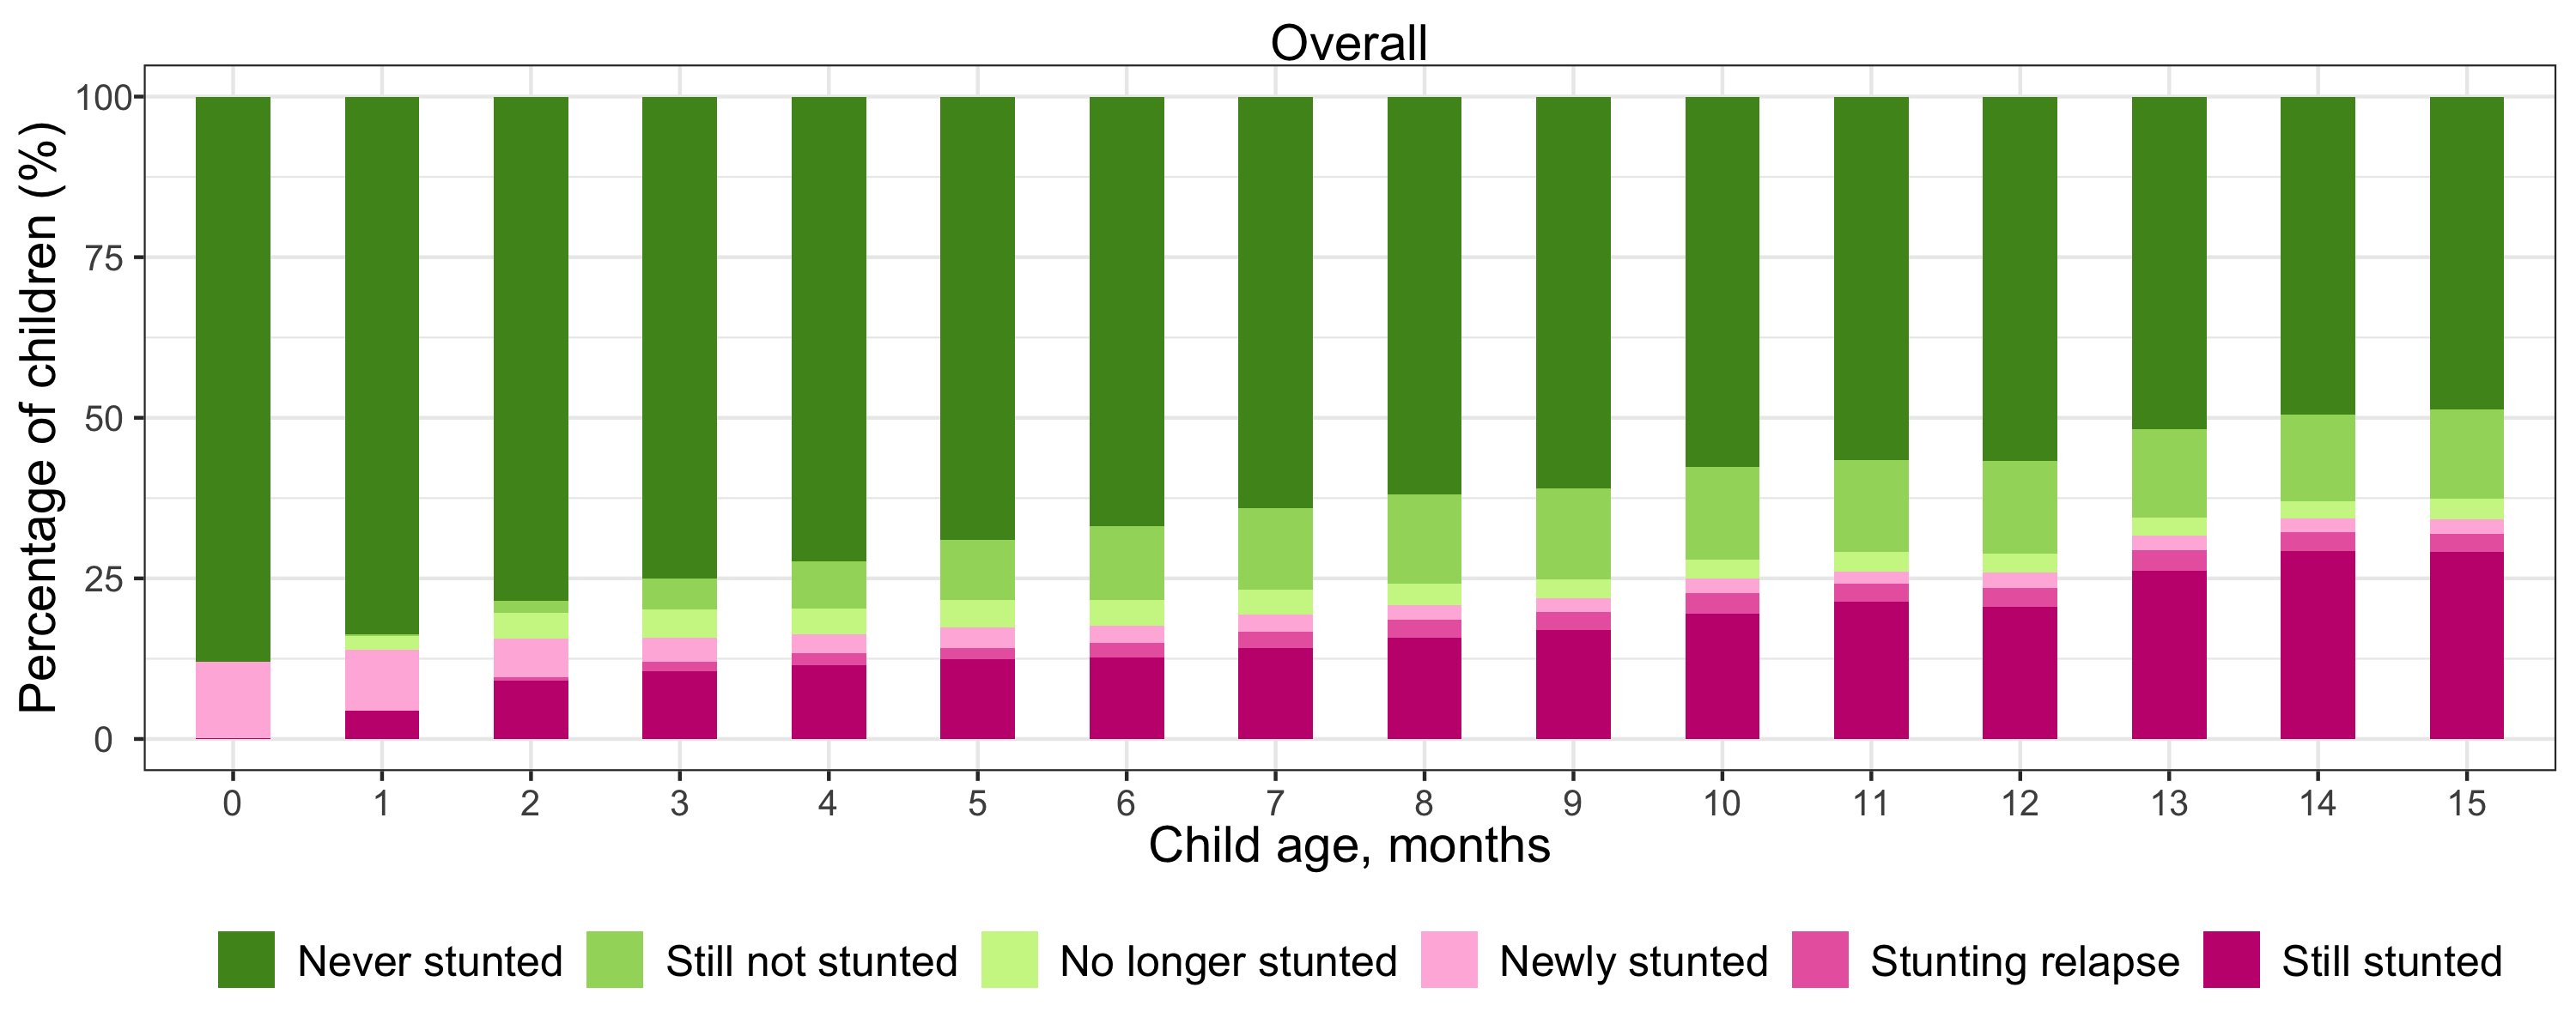 Overall
Percentage of children (%)
100
75
50
25
0
0 1 2 3 4 5 6 7 8 9 10 11 12 13 14 15
Child age, months
Never stunted Still not stunted No longer stunted Newly stunted Stunting relapse Still stunted